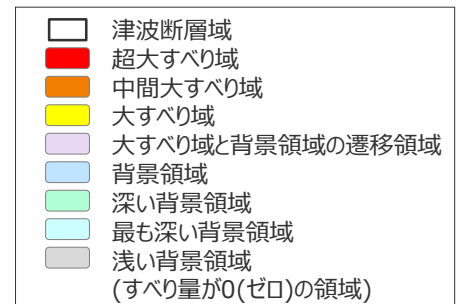 津波断層域
超大すべり域
中間大すべり域
大すべり域
大すべり域と背景領域の遷移領域
背景領域
深い背景領域
最も深い背景領域
浅い背景領域
(すべり量が0(ゼロ)の領域)